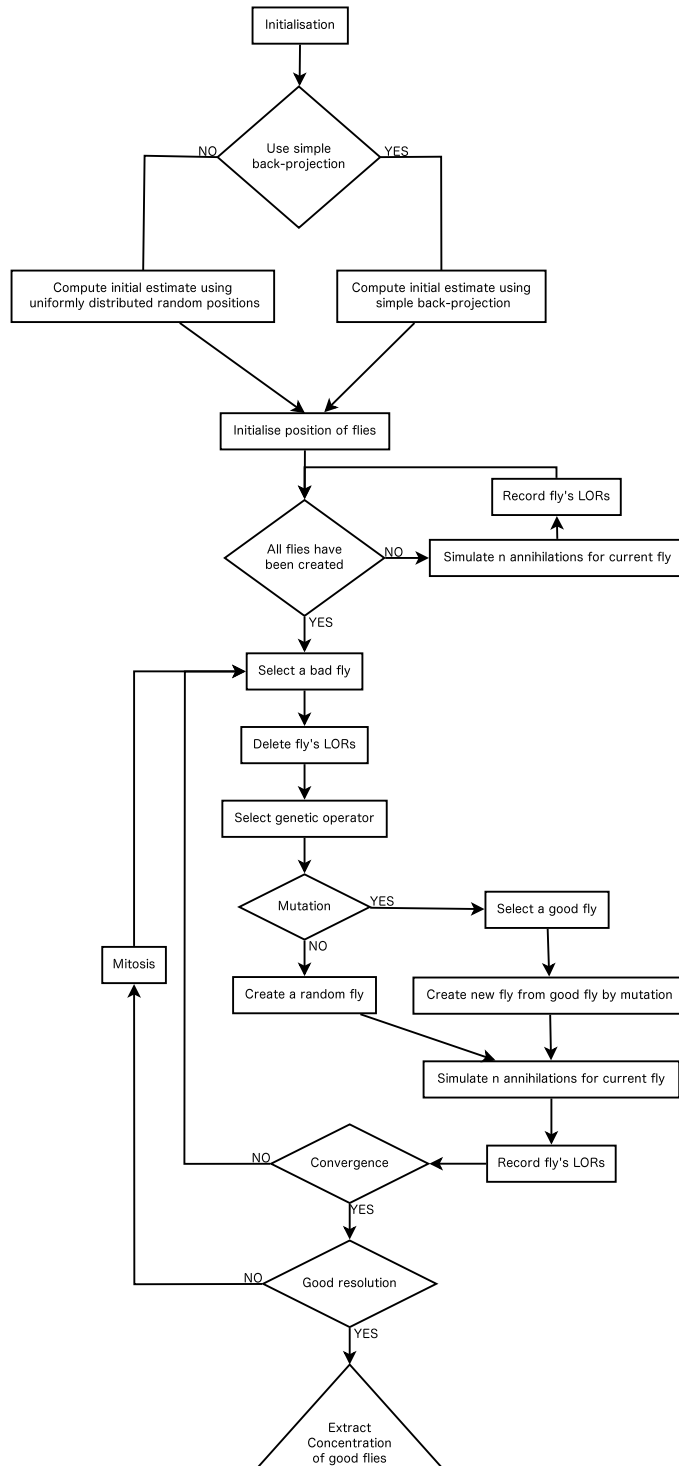 Initialisation
Use simple
back-projection
NO
YES
Compute initial estimate using
uniformly distributed random positions
Compute initial estimate using
simple back-projection
Initialise position of flies
Record fly's LORs
All flies have
been created
NO
Simulate n annihilations for current fly
YES
Select a bad fly
Delete fly's LORs
Select genetic operator
Mutation
YES
Select a good fly
NO
Mitosis
Create a random fly
Create new fly from good fly by mutation
Simulate n annihilations for current fly
Convergence
NO
Record fly's LORs
YES
Good resolution
NO
YES
Extract
Concentration
of good flies